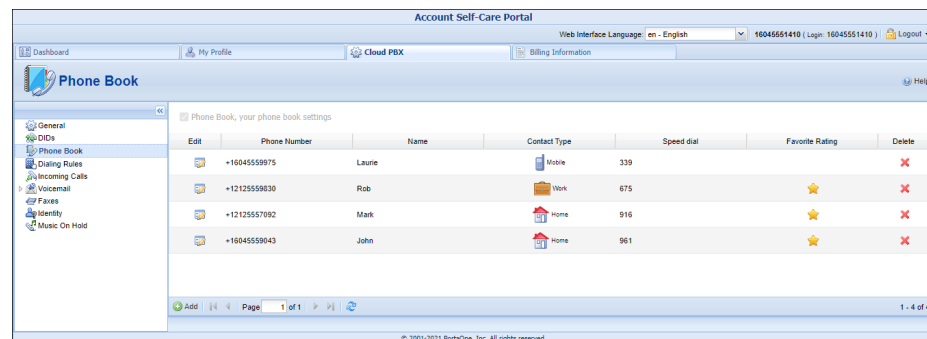 Account Self-Care Portal
Web Interface Language: en - English 16045551410 ( Login: 16045551410 ) Logout
Dashboard My Profile Cloud PBX Billing Information
Phone Book Help
General
DIDs
Phone Book
Dialing Rules
Incoming Calls
Voicemail
Faxes
Identity
Music On Hold
Phone Book, your phone book settings
Edit Phone Number Name Contact Type Speed dial Favorite Rating Delete
+16045559975 Laurie Mobile 339
+12125559830 Rob Work 675
+12125557092 Mark Home 916
+16045559043 John Home 961
Add Page 1 of 1 1 - 4 of 4
© 2001-2021 PortaOne, Inc. All rights reserved.